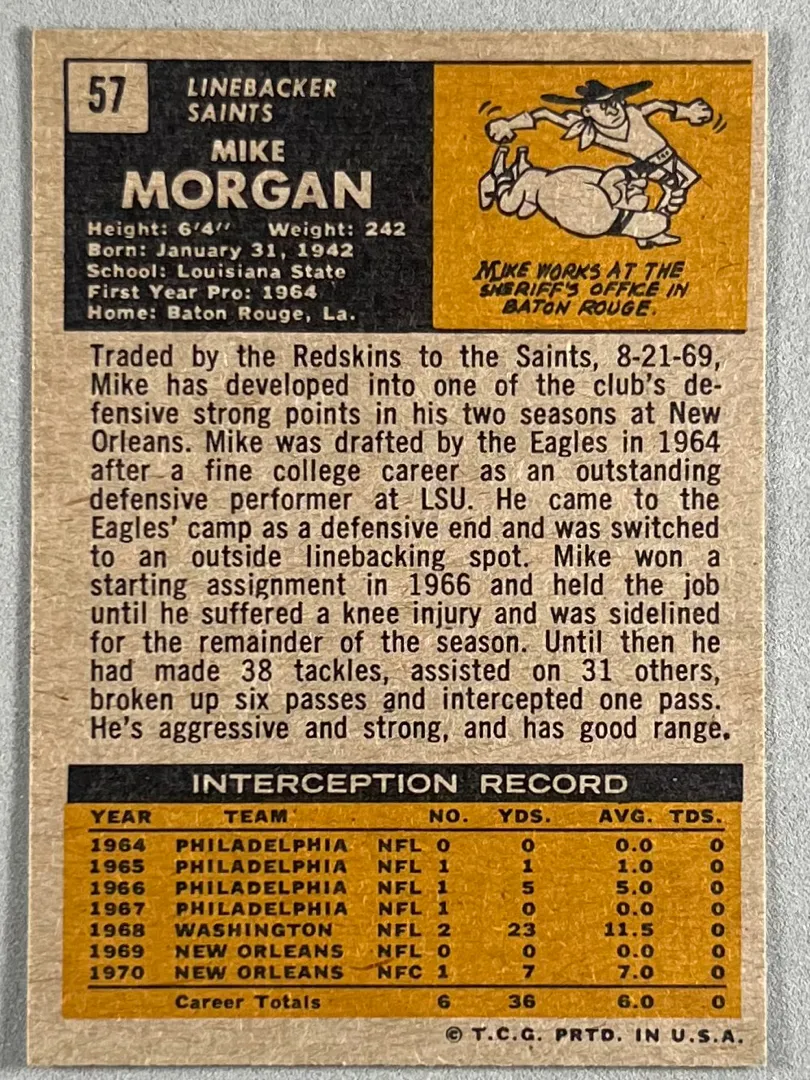 57
LINEBACKER
SAINTS
MIKE
MORGAN
Height: 6'4" Weight: 242
Born: January 31, 1942
School: Louisiana State
First Year Pro: 1964
Home: Baton Rouge, La.
MIKE WORKS AT THE
SHERIFF'S OFFICE IN
BATON ROUGE.
Traded by the Redskins to the Saints, 8-21-69,
Mike has developed into one of the club's de-
fensive strong points in his two seasons at New
Orleans. Mike was drafted by the Eagles in 1964
after a fine college career as an outstanding
defensive performer at LSU. He came to the
Eagles' camp as a defensive end and was switched
to an outside linebacking spot. Mike won a
starting assignment in 1966 and held the job
until he suffered a knee injury and was sidelined
for the remainder of the season. Until then he
had made 38 tackles, assisted on 31 others,
broken up six passes and intercepted one pass.
He's aggressive and strong, and has good range.
INTERCEPTION RECORD
YEAR TEAM NO. YDS. AVG. TDS.
1964 PHILADELPHIA NFL 0 0 0.0 0
1965 PHILADELPHIA NFL 1 1 1.0 0
1966 PHILADELPHIA NFL 1 5 5.0 0
1967 PHILADELPHIA NFL 1 0 0.0 0
1968 WASHINGTON NFL 2 23 11.5 0
1969 NEW ORLEANS NFL 0 0 0.0 0
1970 NEW ORLEANS NFC 1 7 7.0 0
Career Totals 6 36 6.0 0
© T.C.G. PRTD. IN U.S.A.